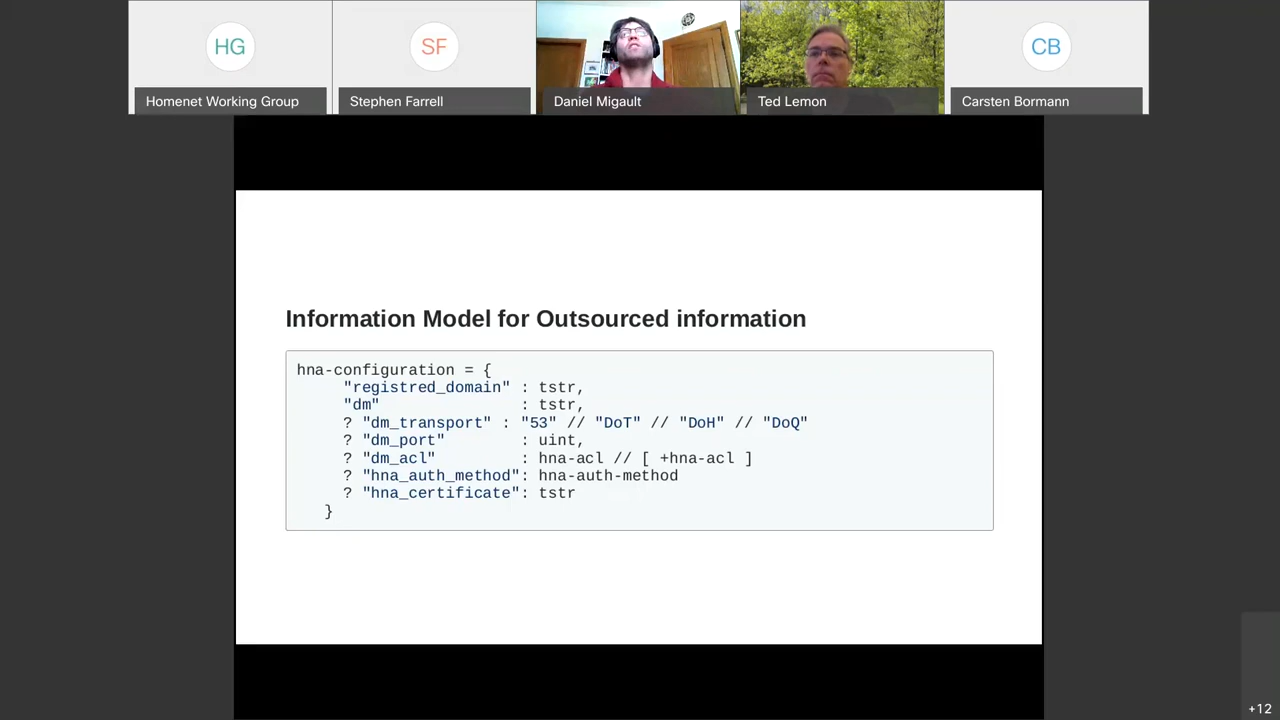 HG
SF
CB
Homenet Working Group
Stephen Farrell
Daniel Migault
Ted Lemon
Carsten Bormann
Information Model for Outsourced information
hna-configuration = {
"registred_domain" : tstr,
"dm" : tstr,
? "dm_transport" : "53" // "DoT" // "DoH" // "DoQ"
? "dm_port" : uint,
? "dm_acl" : hna-acl // [ +hna-acl ]
? "hna_auth_method": hna-auth-method
? "hna_certificate": tstr
}
+12